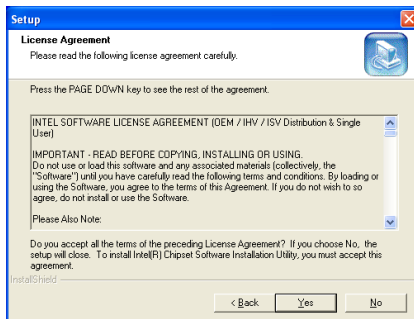 Setup
License Agreement
Please read the following license agreement carefully.
Press the PAGE DOWN key to see the rest of the agreement.
INTEL SOFTWARE LICENSE AGREEMENT (OEM / IHV / ISV Distribution & Single
User)
IMPORTANT - READ BEFORE COPYING, INSTALLING OR USING.
Do not use or load this software and any associated materials (collectively, the
"Software") until you have carefully read the following terms and conditions. By loading or
using the Software, you agree to the terms of this Agreement. If you do not wish to so
agree, do not install or use the Software.
Please Also Note:
Do you accept all the terms of the preceding License Agreement? If you choose No, the
setup will close. To install Intel(R) Chipset Software Installation Utility, you must accept this
agreement.
InstallShield
< Back Yes No